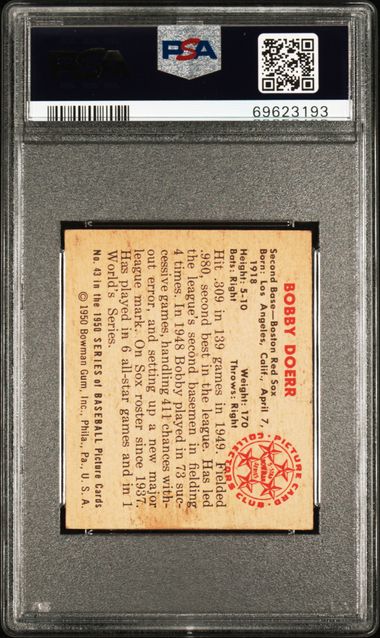 PSA
PSA
69623193
BOBBY DOERR
Second Base—Boston Red Sox
Born: Los Angeles, Calif., April 7,
1918
Height: 5-10 Weight: 170
Bats: Right Throws: Right
Hit .309 in 139 games in 1949. Fielded
.980, second best in the league. Has led
the league's second basemen in fielding
4 times. In 1948 Bobby played in 73 suc-
cessive games, handling 411 chances with-
out error, and setting up a new major
league mark. On Sox roster since 1937.
Has played in 6 all-star games and in 1
World's Series.
No. 43 in the 1950 SERIES of BASEBALL Picture Cards
© 1950 Bowman Gum, Inc., Phila., Pa., U. S. A.
PICTURE CARD
COLLECTORS CLUB